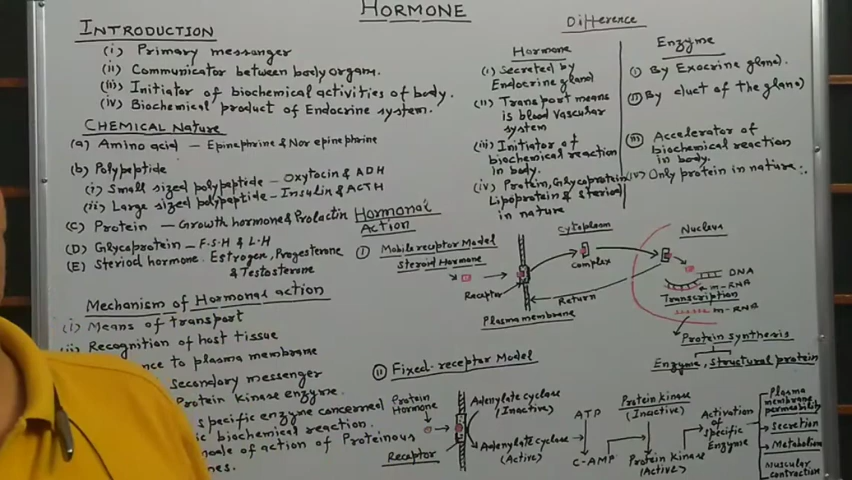 HORMONE
INTRODUCTION
(i) Primary messanger
(ii) Communicator between body organs.
(iii) Initiator of biochemical activities of body.
(iv) Biochemical product of Endocrine system.
CHEMICAL NATURE
(a) Amino acid – Epinephrine & Nor epinephrine
(b) Polypeptide
(i) Small sized polypeptide – Oxytocin & ADH
(ii) Large sized polypeptide – Insulin & ACTH
(C) Protein – Growth hormone & Prolactin
(D) Glycoprotein – F.S.H & L.H
(E) Steriod hormone. Estrogen, Progesterone
& Testosterine
Mechanism of Hormonal action
(i) Means of transport
Recognition of host tissue
to plasma membrane
secondary messenger
Protein kinase enzyme.
specific enzyme concerned
biochemical reaction.
mode of action of Proteinous
Difference
Hormone
(i) Secreted by
Endocrine gland
(ii) Transport means
is blood vascular
system
(iii) Initiator of
biochemical reaction
in body.
(iv) Protein, Glycoprotein
Lipoprotein & Steriod
in nature
Enzyme
(i) By Exocrine gland.
(ii) By duct of the gland
(iii) Accelerator of
biochemical reaction
in body.
(iv) Only protein in nature.
Hormonal
Action
(I) Mobile receptor Model
Steroid Hormone
Receptor
Plasma membrane
Cytoplasm
Complex
Return
Nucleus
DNA
m-RNA
Transcription
m-RNA
Protein synthesis
Enzyme, Structural protein
(II) Fixed-receptor Model
Protein
Hormone
Receptor
Adenylate cyclase
(Inactive)
Adenylate cyclase
(Active)
ATP
C-AMP
Protein kinase
(Inactive)
Protein kinase
(Active)
Activation
of specific
Enzyme
Plasma
membrane
permeability
Secretion
Metabolism
Muscular
contraction